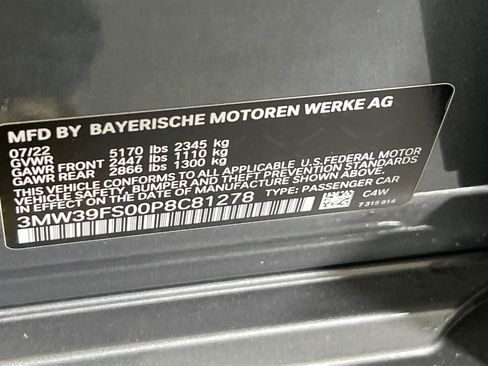 MFD BY BAYERISCHE MOTOREN WERKE AG
07/22
GVWR 5170 lbs 2345 kg
GAWR FRONT 2447 lbs 1110 kg
GAWR REAR 2866 lbs 1300 kg
THIS VEHICLE CONFORMS TO ALL APPLICABLE U.S.FEDERAL MOTOR
VEHICLE SAFETY, BUMPER AND THEFT PREVENTION STANDARDS
IN EFFECT ON THE DATE OF MANUFACTURE SHOWN ABOVE.
3MW39FS00P8C81278 TYPE: PASSENGER CAR
C4W
7 315 814